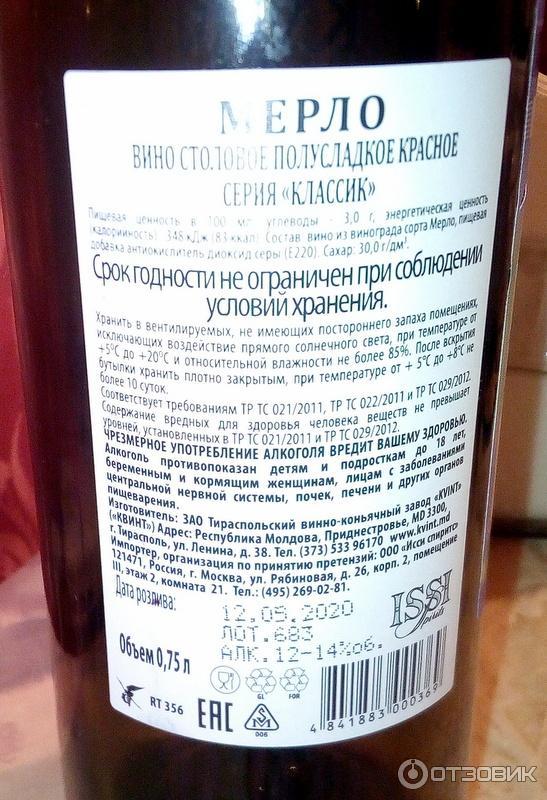 МЕРЛО
ВИНО СТОЛОВОЕ ПОЛУСЛАДКОЕ КРАСНОЕ
СЕРИЯ «КЛАССИК»
Пищевая ценность в 100 мл: углеводы - 3,0 г, энергетическая ценность
(калорийность): 348 кДж (83 ккал). Состав: вино из винограда сорта Мерло, пищевая
добавка антиокислитель диоксид серы (Е220). Сахар: 30,0 г/дм³.
Срок годности не ограничен при соблюдении
условий хранения.
Хранить в вентилируемых, не имеющих постороннего запаха помещениях,
исключающих воздействие прямого солнечного света, при температуре от
+5°С до +20°С и относительной влажности не более 85%. После вскрытия
бутылки хранить плотно закрытым, при температуре от + 5°С до +8°С не
более 10 суток.
Соответствует требованиям ТР ТС 021/2011, ТР ТС 022/2011 и ТР ТС 029/2012.
Содержание вредных для здоровья человека веществ не превышает
уровней, установленных в ТР ТС 021/2011 и ТР ТС 029/2012.
ЧРЕЗМЕРНОЕ УПОТРЕБЛЕНИЕ АЛКОГОЛЯ ВРЕДИТ ВАШЕМУ ЗДОРОВЬЮ.
Алкоголь противопоказан детям и подросткам до 18 лет,
беременным и кормящим женщинам, лицам с заболеваниями
центральной нервной системы, почек, печени и других органов
пищеварения.
Изготовитель: ЗАО Тираспольский винно-коньячный завод «KVINT»
(«КВИНТ») Адрес: Республика Молдова, Приднестровье, MD 3300,
г. Тирасполь, ул. Ленина, д. 38. Тел. (373) 533 96170 www.kvint.md
Импортер, организация по принятию претензий: ООО «Исси спиритс»
121471, Россия, г. Москва, ул. Рябиновая, д. 26, корп. 2, помещение
III, этаж 2, комната 21. Тел.: (495) 269-02-81.
Дата розлива:
12.05.2020
ЛОТ.683
АЛК.12-14%об.
ISSI
Spirits
Объем 0,75 л
RT 356
EAC
GL
FOR
006
4 841883 000369
ОТЗОВИК